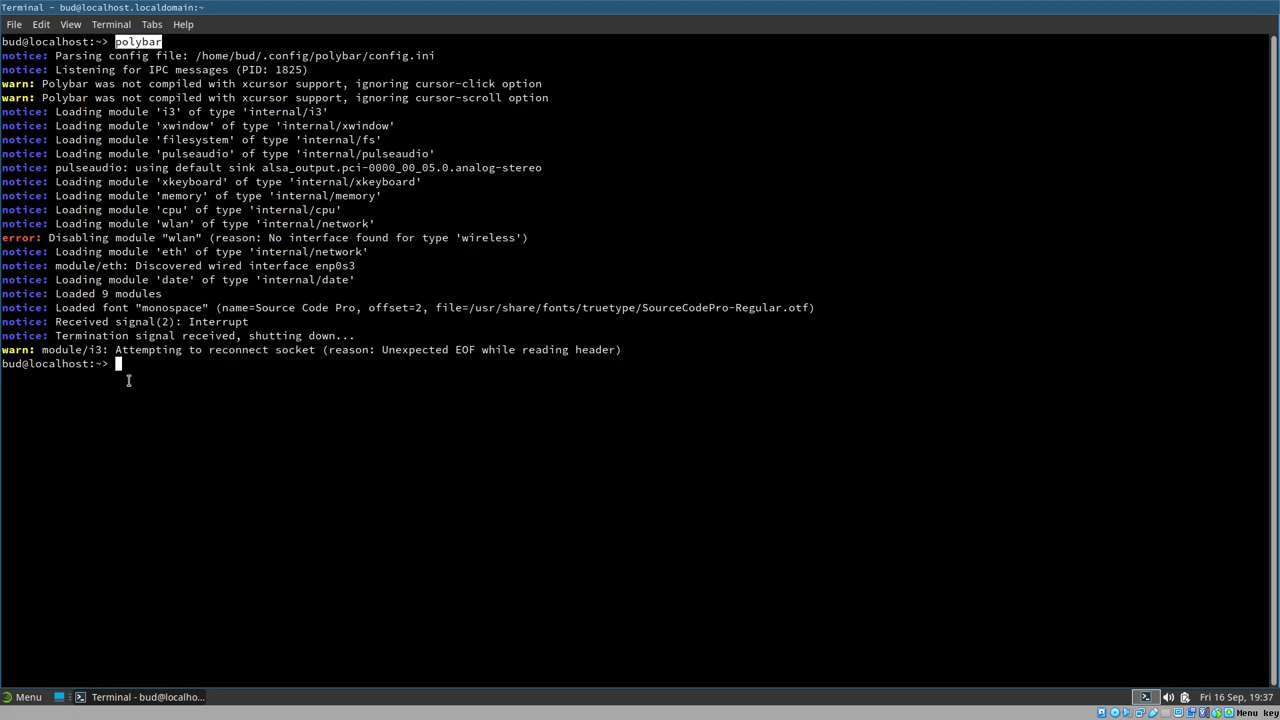 Terminal - bud@localhost.localdomain:~
File Edit View Terminal Tabs Help
bud@localhost:~> polybar
notice: Parsing config file: /home/bud/.config/polybar/config.ini
notice: Listening for IPC messages (PID: 1825)
warn: Polybar was not compiled with xcursor support, ignoring cursor-click option
warn: Polybar was not compiled with xcursor support, ignoring cursor-scroll option
notice: Loading module 'i3' of type 'internal/i3'
notice: Loading module 'xwindow' of type 'internal/xwindow'
notice: Loading module 'filesystem' of type 'internal/fs'
notice: Loading module 'pulseaudio' of type 'internal/pulseaudio'
notice: pulseaudio: using default sink alsa_output.pci-0000_00_05.0.analog-stereo
notice: Loading module 'xkeyboard' of type 'internal/xkeyboard'
notice: Loading module 'memory' of type 'internal/memory'
notice: Loading module 'cpu' of type 'internal/cpu'
notice: Loading module 'wlan' of type 'internal/network'
error: Disabling module "wlan" (reason: No interface found for type 'wireless')
notice: Loading module 'eth' of type 'internal/network'
notice: module/eth: Discovered wired interface enp0s3
notice: Loading module 'date' of type 'internal/date'
notice: Loaded 9 modules
notice: Loaded font "monospace" (name=Source Code Pro, offset=2, file=/usr/share/fonts/truetype/SourceCodePro-Regular.otf)
notice: Received signal(2): Interrupt
notice: Termination signal received, shutting down...
warn: module/i3: Attempting to reconnect socket (reason: Unexpected EOF while reading header)
bud@localhost:~>
Menu Terminal - bud@localho... Fri 16 Sep, 19:37
Menu key